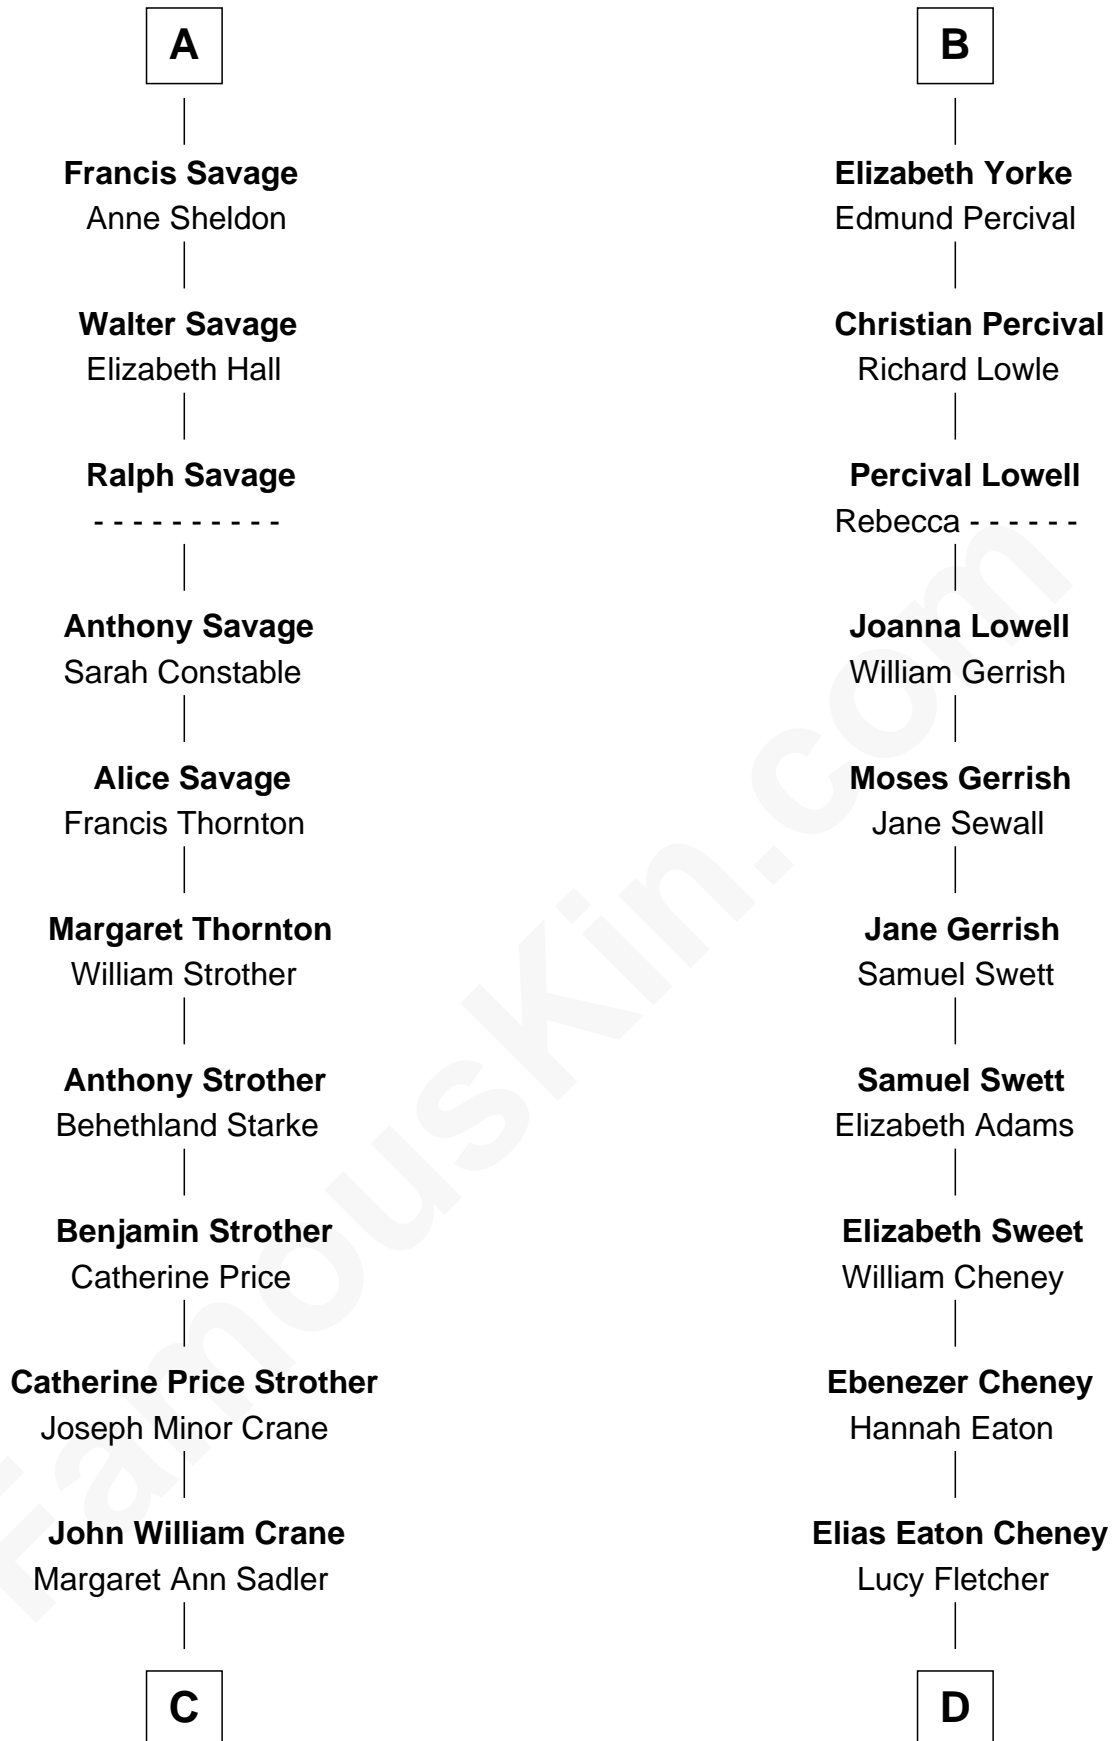 A
Francis Savage
Anne Sheldon
Walter Savage
Elizabeth Hall
Ralph Savage
- - - - - - - - - -
Anthony Savage
Sarah Constable
Alice Savage
Francis Thornton
Margaret Thornton
William Strother
Anthony Strother
Behethland Starke
Benjamin Strother
Catherine Price
Catherine Price Strother
Joseph Minor Crane
John William Crane
Margaret Ann Sadler
C
B
Elizabeth Yorke
Edmund Percival
Christian Percival
Richard Lowle
Percival Lowell
Rebecca - - - - - -
Joanna Lowell
William Gerrish
Moses Gerrish
Jane Sewall
Jane Gerrish
Samuel Swett
Samuel Swett
Elizabeth Adams
Elizabeth Sweet
William Cheney
Ebenezer Cheney
Hannah Eaton
Elias Eaton Cheney
Lucy Fletcher
D
FamousKin.com